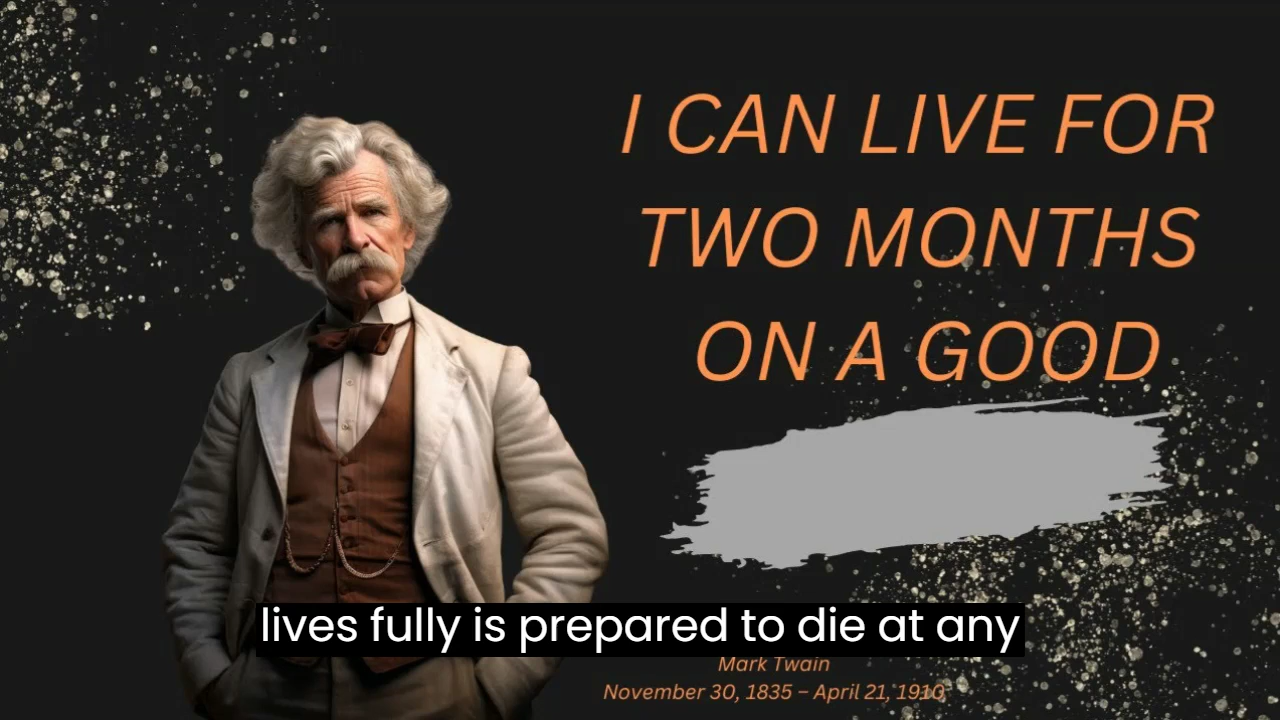 I CAN LIVE FOR
TWO MONTHS
ON A GOOD
lives fully is prepared to die at any
Mark Twain
November 30, 1835 – April 21, 1910